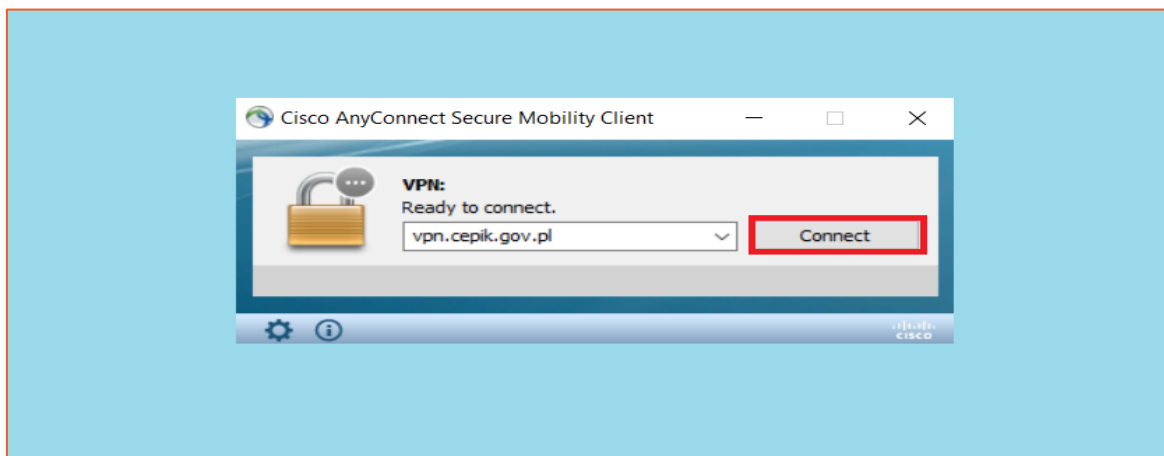 Cisco AnyConnect Secure Mobility Client
VPN:
Ready to connect.
vpn.cepik.gov.pl
Connect
CISCO